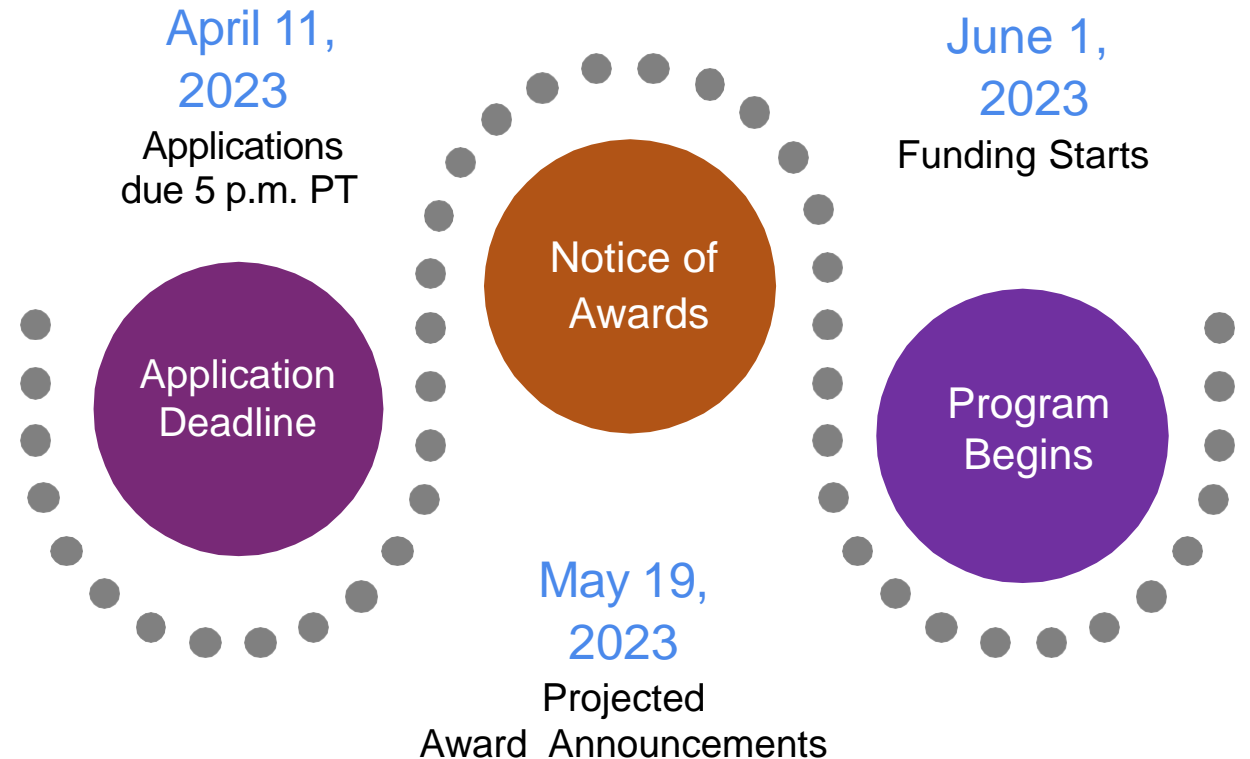 April 11,
2023
Applications
due 5 p.m. PT
Application
Deadline
Notice of
Awards
May 19,
2023
Projected
Award Announcements
June 1,
2023
Funding Starts
Program
Begins